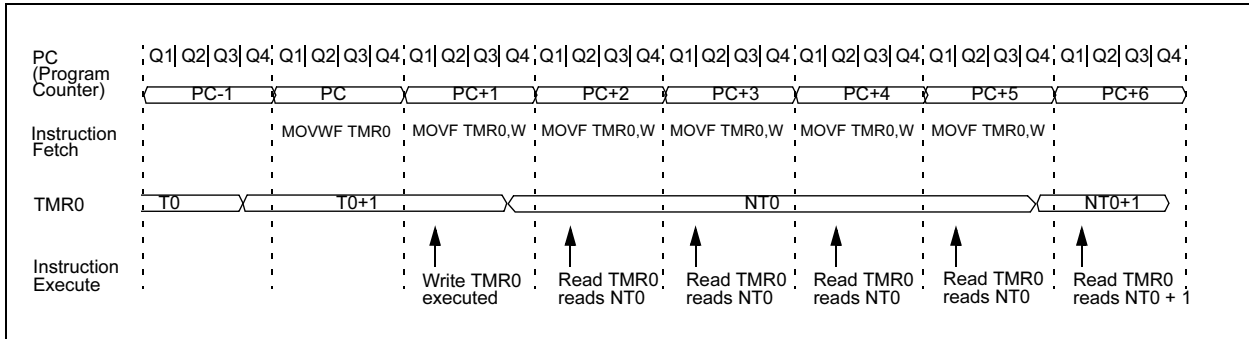 PC (Program Counter)
Q1 Q2 Q3 Q4 Q1 Q2 Q3 Q4 Q1 Q2 Q3 Q4 Q1 Q2 Q3 Q4 Q1 Q2 Q3 Q4 Q1 Q2 Q3 Q4 Q1 Q2 Q3 Q4 Q1 Q2 Q3 Q4
PC-1 PC PC+1 PC+2 PC+3 PC+4 PC+5 PC+6
Instruction
Fetch
MOVWF TMR0 MOVF TMR0,W MOVF TMR0,W MOVF TMR0,W MOVF TMR0,W MOVF TMR0,W
TMR0 T0 T0+1 NT0 NT0+1
Instruction
Execute
Write TMR0
executed
Read TMR0
reads NT0
Read TMR0
reads NT0
Read TMR0
reads NT0
Read TMR0
reads NT0
Read TMR0
reads NT0 + 1